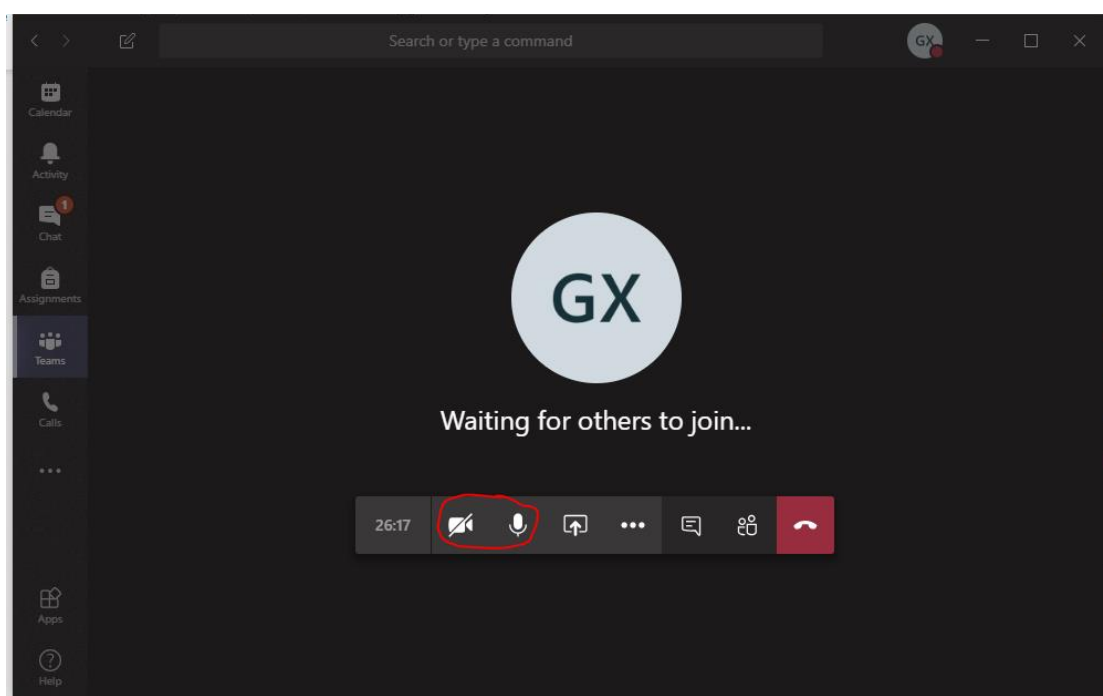 Search or type a command
GX
Calendar
Activity
1
Chat
Assignments
Teams
Calls
GX
Waiting for others to join...
26:17
Apps
Help